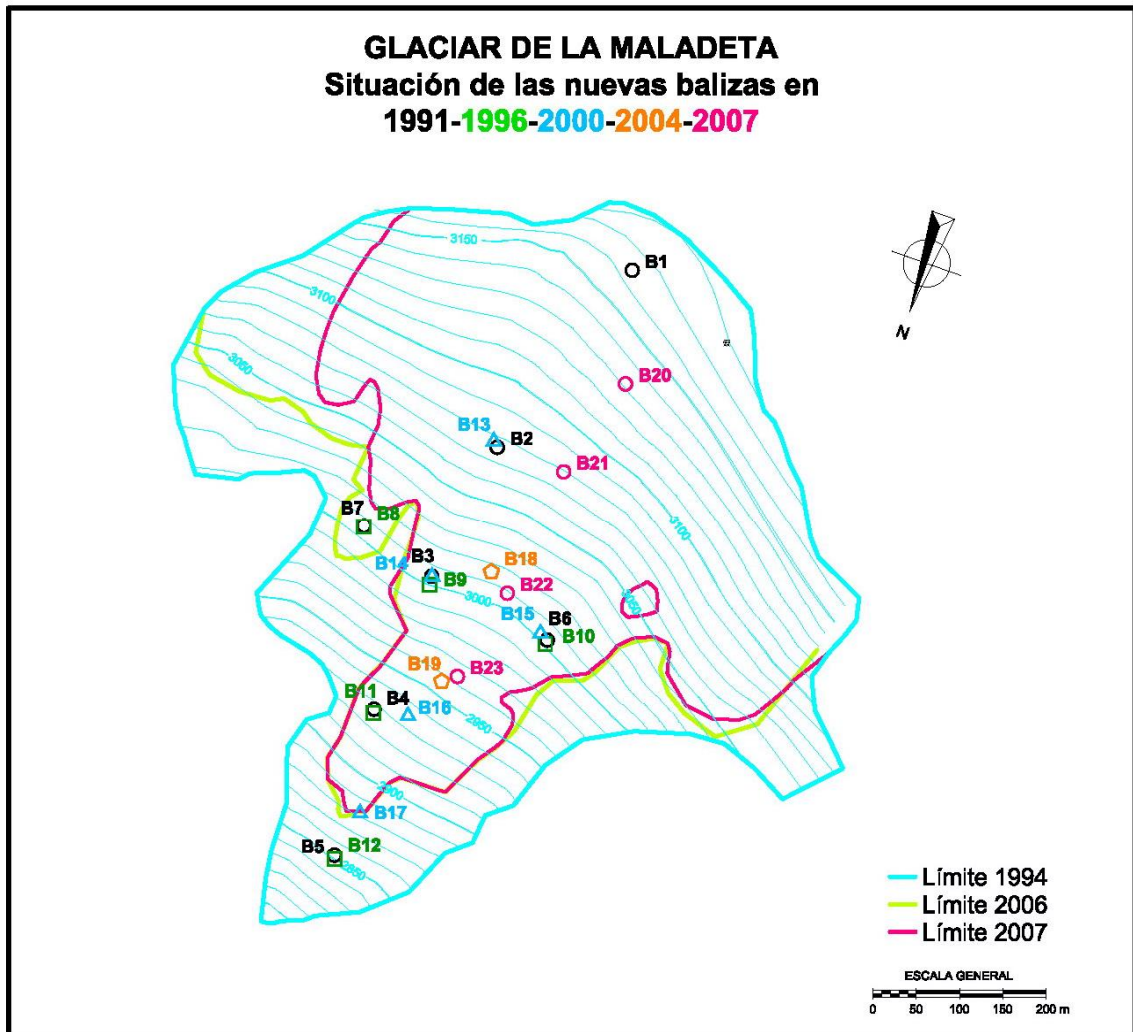 GLACIAR DE LA MALADETA
Situación de las nuevas balizas en
1991-1996-2000-2004-2007
3150
B1
3100
N
3050
B20
B13
B2
B21
3100
B7
B8
B3
B14
B18
B9
B22
3000
3050
B15
B6
B10
B19
B23
B11
B4
B16
2950
2900
B17
B5
B12
2850
Límite 1994
Límite 2006
Límite 2007
ESCALA GENERAL
0 50 100 150 200 m